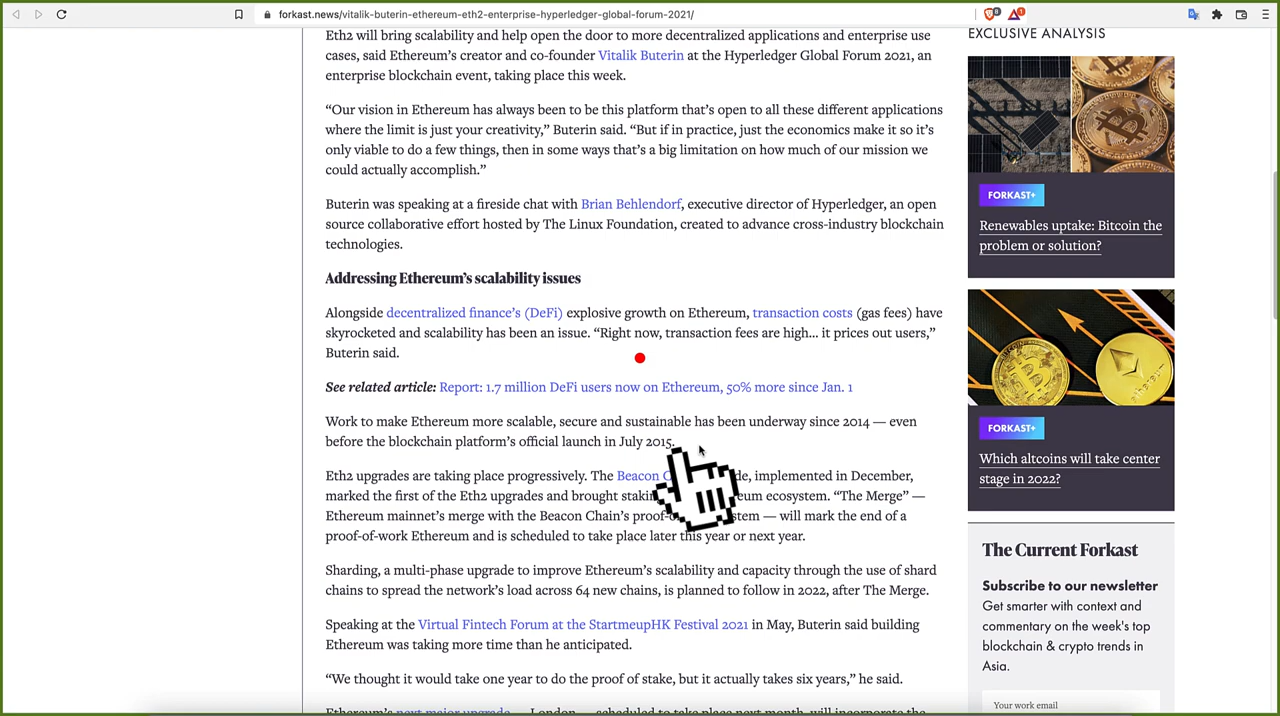 forkast.news/vitalik-buterin-ethereum-eth2-enterprise-hyperledger-global-forum-2021/
8
1
Eth2 will bring scalability and help open the door to more decentralized applications and enterprise use
cases, said Ethereum's creator and co-founder Vitalik Buterin at the Hyperledger Global Forum 2021, an
enterprise blockchain event, taking place this week.
“Our vision in Ethereum has always been to be this platform that's open to all these different applications
where the limit is just your creativity,” Buterin said. “But if in practice, just the economics make it so it's
only viable to do a few things, then in some ways that's a big limitation on how much of our mission we
could actually accomplish.”
Buterin was speaking at a fireside chat with Brian Behlendorf, executive director of Hyperledger, an open
source collaborative effort hosted by The Linux Foundation, created to advance cross-industry blockchain
technologies.
Addressing Ethereum's scalability issues
Alongside decentralized finance's (DeFi) explosive growth on Ethereum, transaction costs (gas fees) have
skyrocketed and scalability has been an issue. “Right now, transaction fees are high... it prices out users,”
Buterin said.
See related article: Report: 1.7 million DeFi users now on Ethereum, 50% more since Jan. 1
Work to make Ethereum more scalable, secure and sustainable has been underway since 2014 — even
before the blockchain platform's official launch in July 2015.
Eth2 upgrades are taking place progressively. The Beacon implemented in December,
marked the first of the Eth2 upgrades and brought ecosystem. “The Merge” —
Ethereum mainnet's merge with the Beacon Chain's — will mark the end of a
proof-of-work Ethereum and is scheduled to take place later this year or next year.
Sharding, a multi-phase upgrade to improve Ethereum's scalability and capacity through the use of shard
chains to spread the network's load across 64 new chains, is planned to follow in 2022, after The Merge.
Speaking at the Virtual Fintech Forum at the StartmeupHK Festival 2021 in May, Buterin said building
Ethereum was taking more time than he anticipated.
“We thought it would take one year to do the proof of stake, but it actually takes six years,” he said.
Ethereum's next major upgrade — London — scheduled to take place next month, will incorporate the
EXCLUSIVE ANALYSIS
FORKAST+
Renewables uptake: Bitcoin the
problem or solution?
FORKAST+
Which altcoins will take center
stage in 2022?
The Current Forkast
Subscribe to our newsletter
Get smarter with context and
commentary on the week's top
blockchain & crypto trends in
Asia.
Your work email